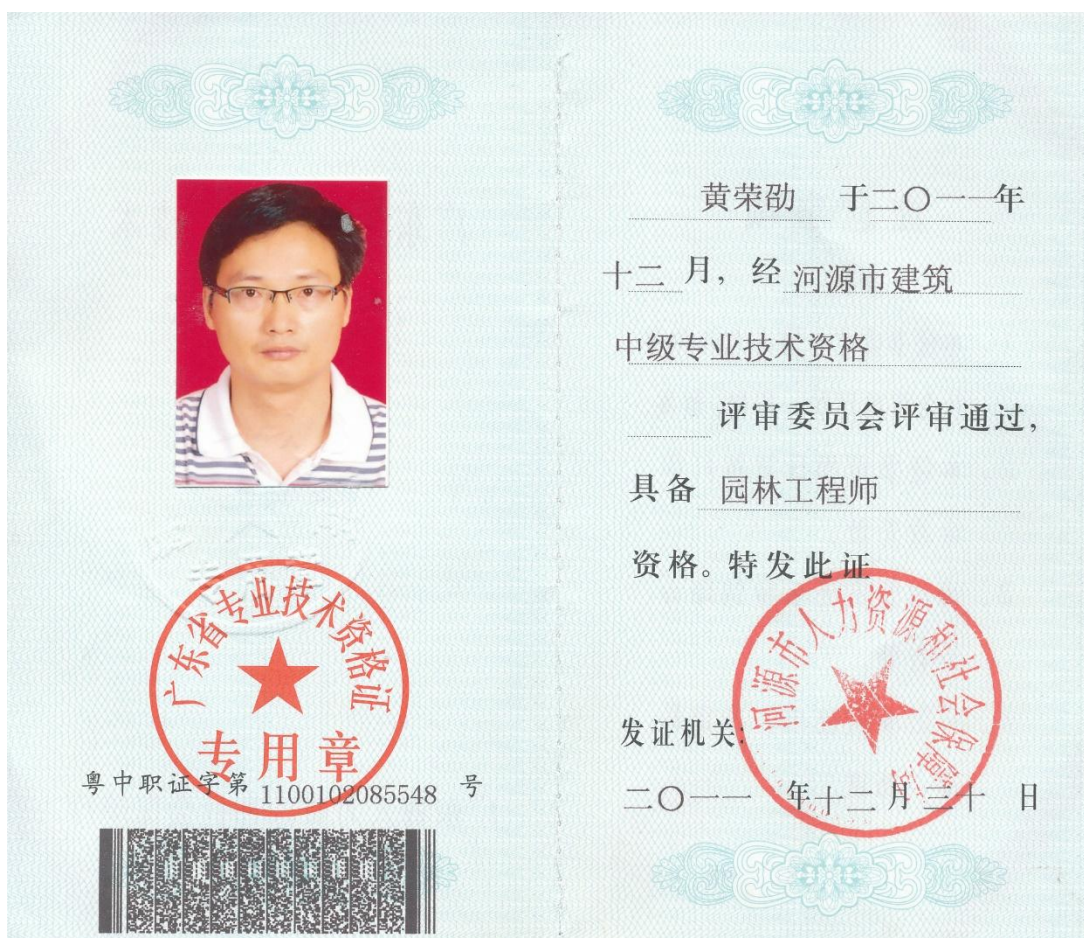 广东省专业技术资格证
专用章
粤中职证字第 1100102085548 号
黄荣劭 于二〇一一年
十二月，经河源市建筑
中级专业技术资格
评审委员会评审通过，
具备 园林工程师
资格。特发此证
河源市人力资源和社会保障局
发证机关:
二〇一一 年十二月三十 日